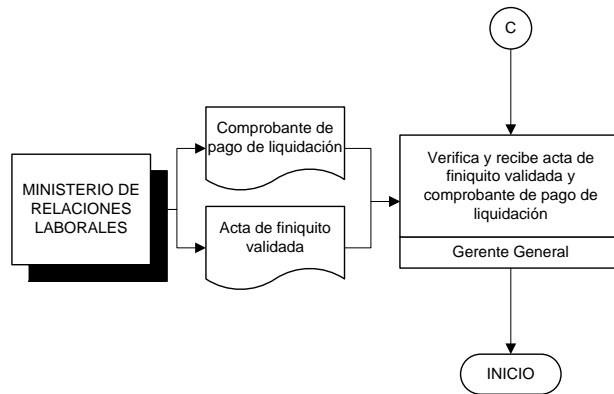 C
Comprobante de
pago de liquidación
MINISTERIO DE
RELACIONES
LABORALES
Acta de finiquito
validada
Verifica y recibe acta de
finiquito validada y
comprobante de pago de
liquidación
Gerente General
INICIO